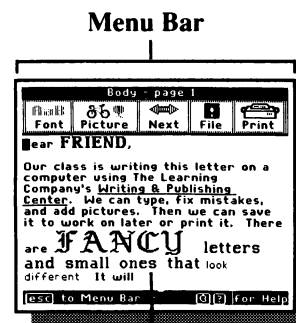 Menu Bar
Body - page 1
Font Picture Next File Print
Dear FRIEND,
Our class is writing this letter on a
computer using The Learning
Company's Writing & Publishing
Center. We can type, fix mistakes,
and add pictures. Then we can save
it to work on later or print it. There
are FANCY letters
and small ones that look
different It will
esc to Menu Bar ? for Help